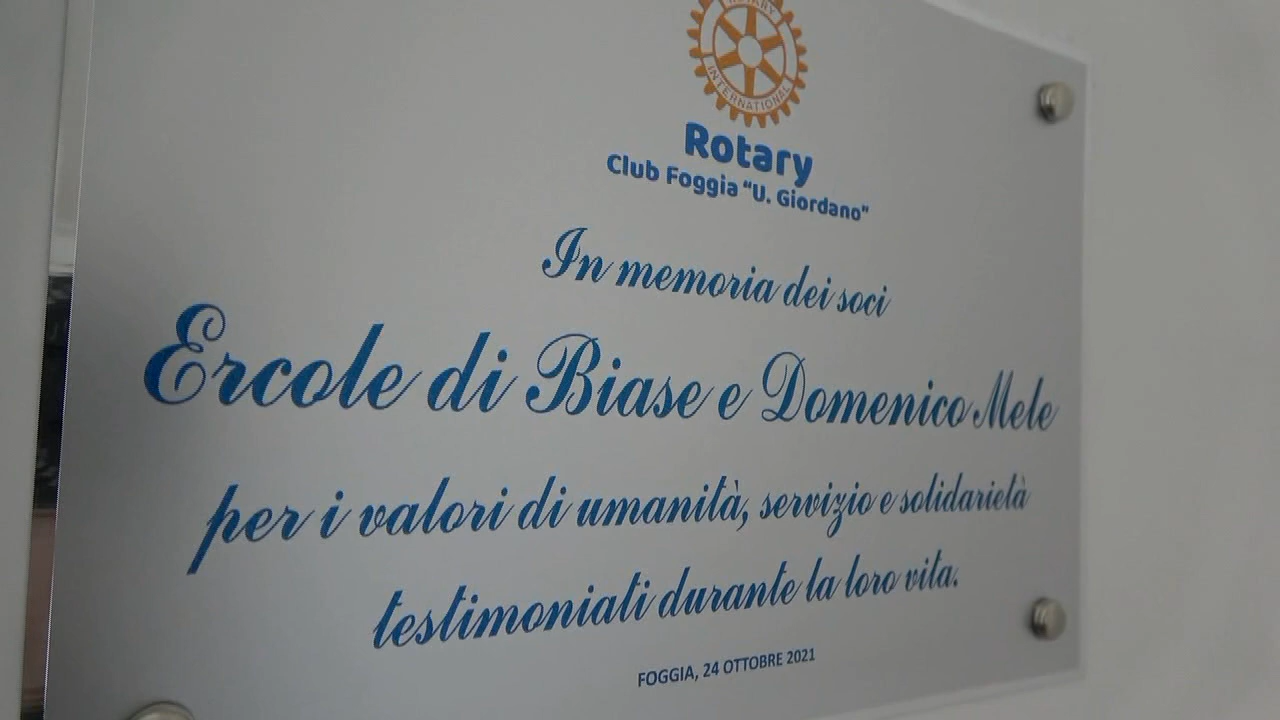 ROTARY
INTERNATIONAL
Rotary
Club Foggia “U. Giordano”
In memoria dei soci
Ercole di Biase e Domenico Mele
per i valori di umanità, servizio e solidarietà
testimoniati durante la loro vita.
FOGGIA, 24 OTTOBRE 2021